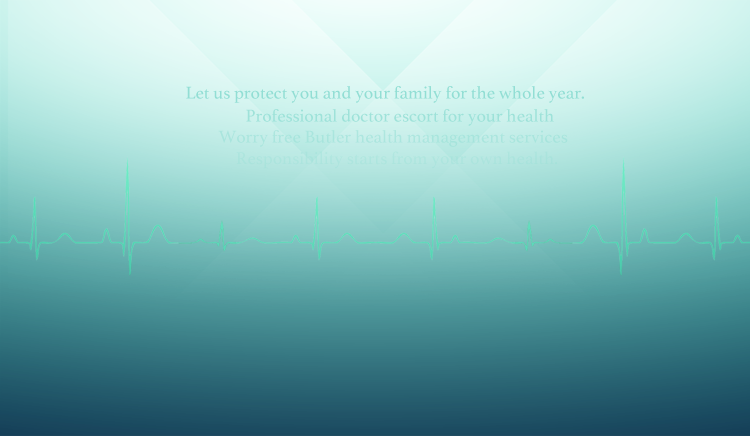 Let us protect you and your family for the whole year.
Professional doctor escort for your health
Worry free Butler health management services
Responsibility starts from your own health.